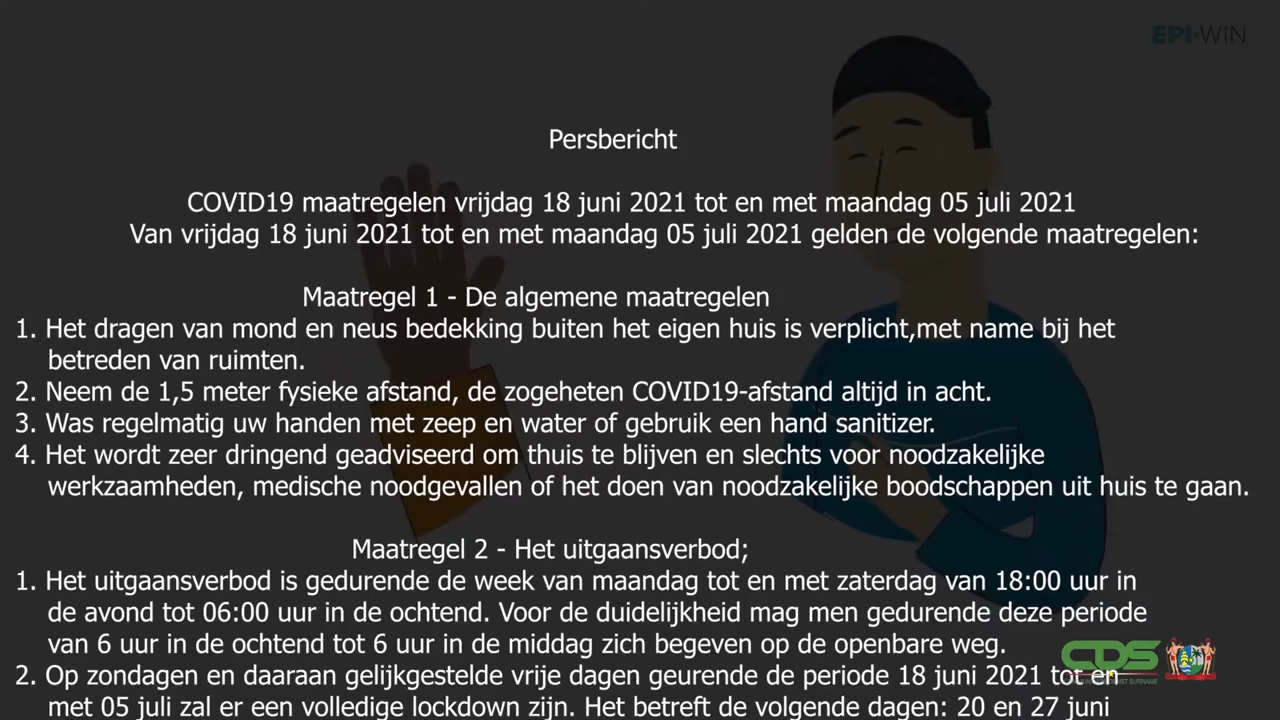 EPI•WIN
Persbericht
COVID19 maatregelen vrijdag 18 juni 2021 tot en met maandag 05 juli 2021
Van vrijdag 18 juni 2021 tot en met maandag 05 juli 2021 gelden de volgende maatregelen:
Maatregel 1 - De algemene maatregelen
1. Het dragen van mond en neus bedekking buiten het eigen huis is verplicht,met name bij het
betreden van ruimten.
2. Neem de 1,5 meter fysieke afstand, de zogeheten COVID19-afstand altijd in acht.
3. Was regelmatig uw handen met zeep en water of gebruik een hand sanitizer.
4. Het wordt zeer dringend geadviseerd om thuis te blijven en slechts voor noodzakelijke
werkzaamheden, medische noodgevallen of het doen van noodzakelijke boodschappen uit huis te gaan.
Maatregel 2 - Het uitgaansverbod;
1. Het uitgaansverbod is gedurende de week van maandag tot en met zaterdag van 18:00 uur in
de avond tot 06:00 uur in de ochtend. Voor de duidelijkheid mag men gedurende deze periode
van 6 uur in de ochtend tot 6 uur in de middag zich begeven op de openbare weg.
2. Op zondagen en daaraan gelijkgestelde vrije dagen geurende de periode 18 juni 2021 tot en
met 05 juli zal er een volledige lockdown zijn. Het betreft de volgende dagen: 20 en 27 juni
CDS